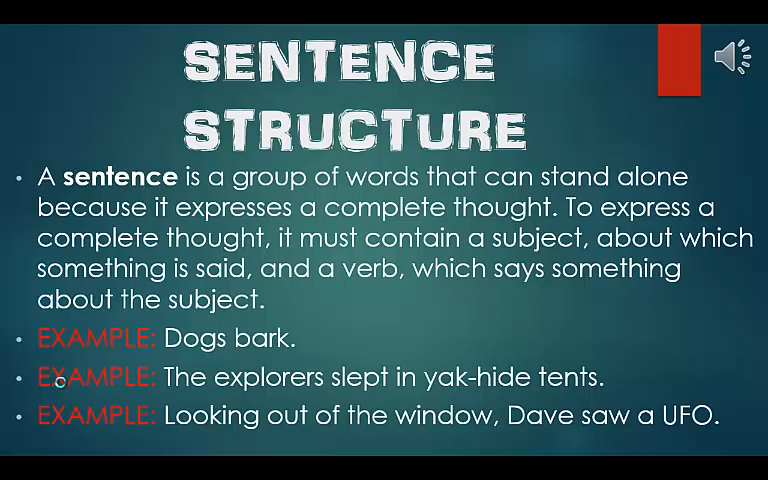 SENTENCE
STRUCTURE
• A sentence is a group of words that can stand alone
because it expresses a complete thought. To express a
complete thought, it must contain a subject, about which
something is said, and a verb, which says something
about the subject.
• EXAMPLE: Dogs bark.
• EXAMPLE: The explorers slept in yak-hide tents.
• EXAMPLE: Looking out of the window, Dave saw a UFO.